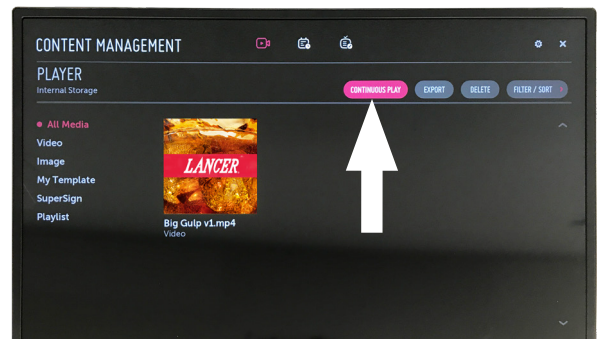 CONTENT MANAGEMENT
PLAYER
Internal Storage
CONTINUOUS PLAY
EXPORT
DELETE
FILTER / SORT
All Media
Video
Image
My Template
SuperSign
Playlist
LANCER
Big Gulp v1.mp4
Video